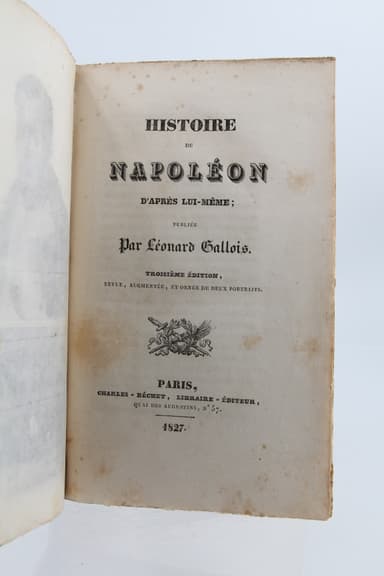 HISTOIRE
DE
NAPOLÉON
D'APRÈS LUI-MÊME;
PUBLIÉE
Par Léonard Gallois.
TROISIÈME ÉDITION,
REVUE, AUGMENTÉE, ET ORNÉE DE DEUX PORTRAITS.
PARIS,
CHARLES-BÉCHET, LIBRAIRE-ÉDITEUR,
QUAI DES AUGUSTINS, N° 57.
1827.